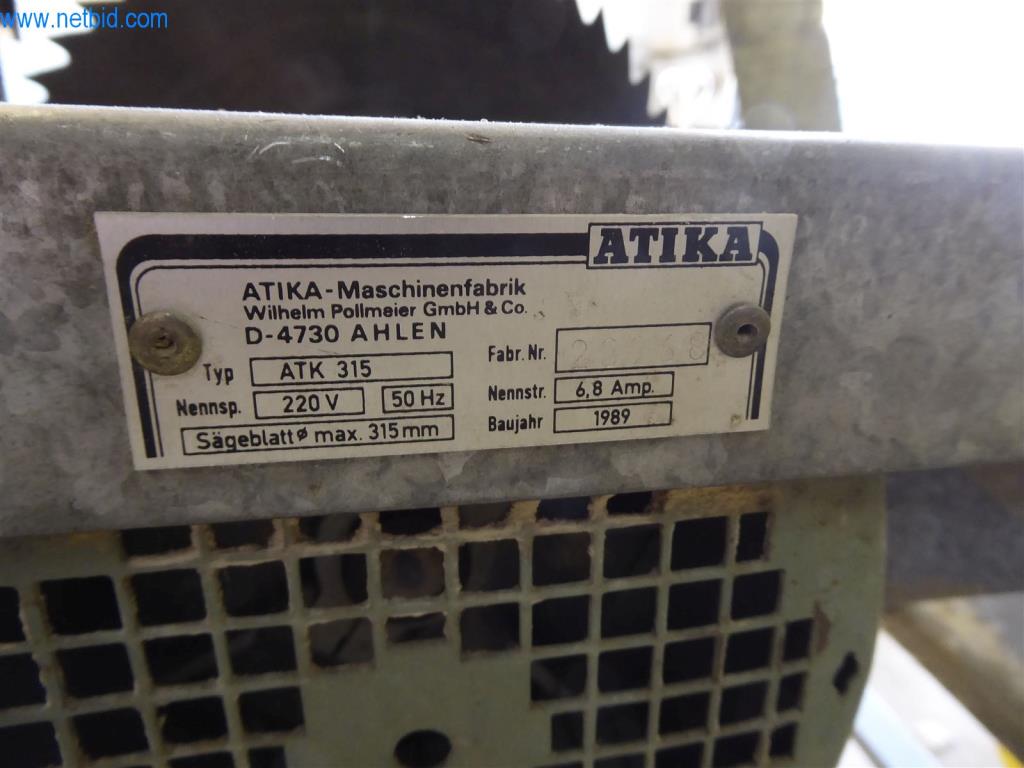 www.netbid.com
ATIKA
ATIKA-Maschinenfabrik
Wilhelm Pollmeier GmbH & Co.
D-4730 AHLEN
Typ ATK 315
Fabr. Nr.
Nennsp. 220 V 50 Hz
Nennstr. 6,8 Amp.
Sägeblatt ø max. 315 mm
Baujahr 1989